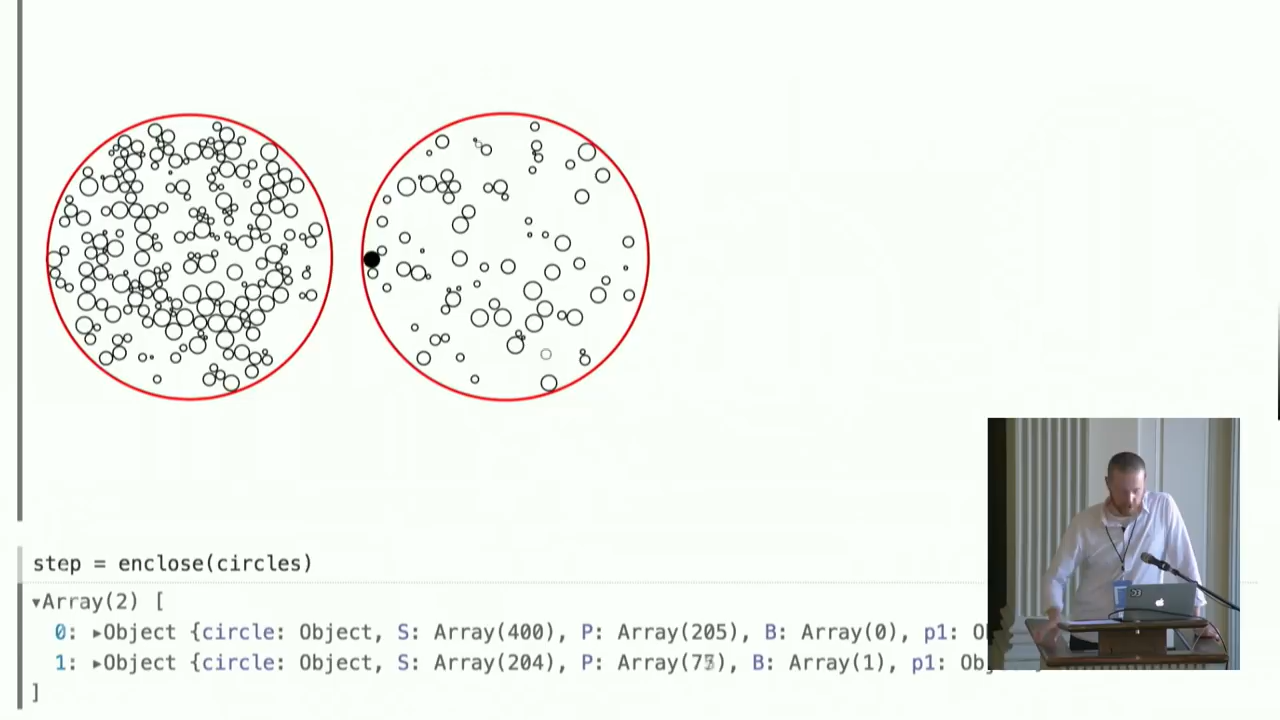 step = enclose(circles)
▾Array(2) [
0: ▸Object {circle: Object, S: Array(400), P: Array(205), B: Array(0), p1: O
1: ▸Object {circle: Object, S: Array(204), P: Array(73), B: Array(1), p1: Obj
]